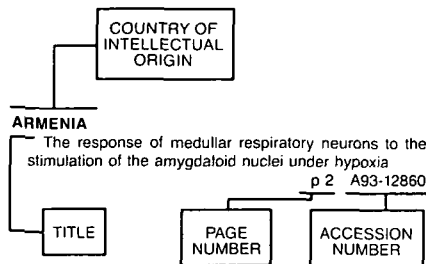 COUNTRY OF
INTELLECTUAL
ORIGIN
ARMENIA
The response of medullar respiratory neurons to the
stimulation of the amygdaloid nuclei under hypoxia
p 2 A93-12860
TITLE
PAGE
NUMBER
ACCESSION
NUMBER